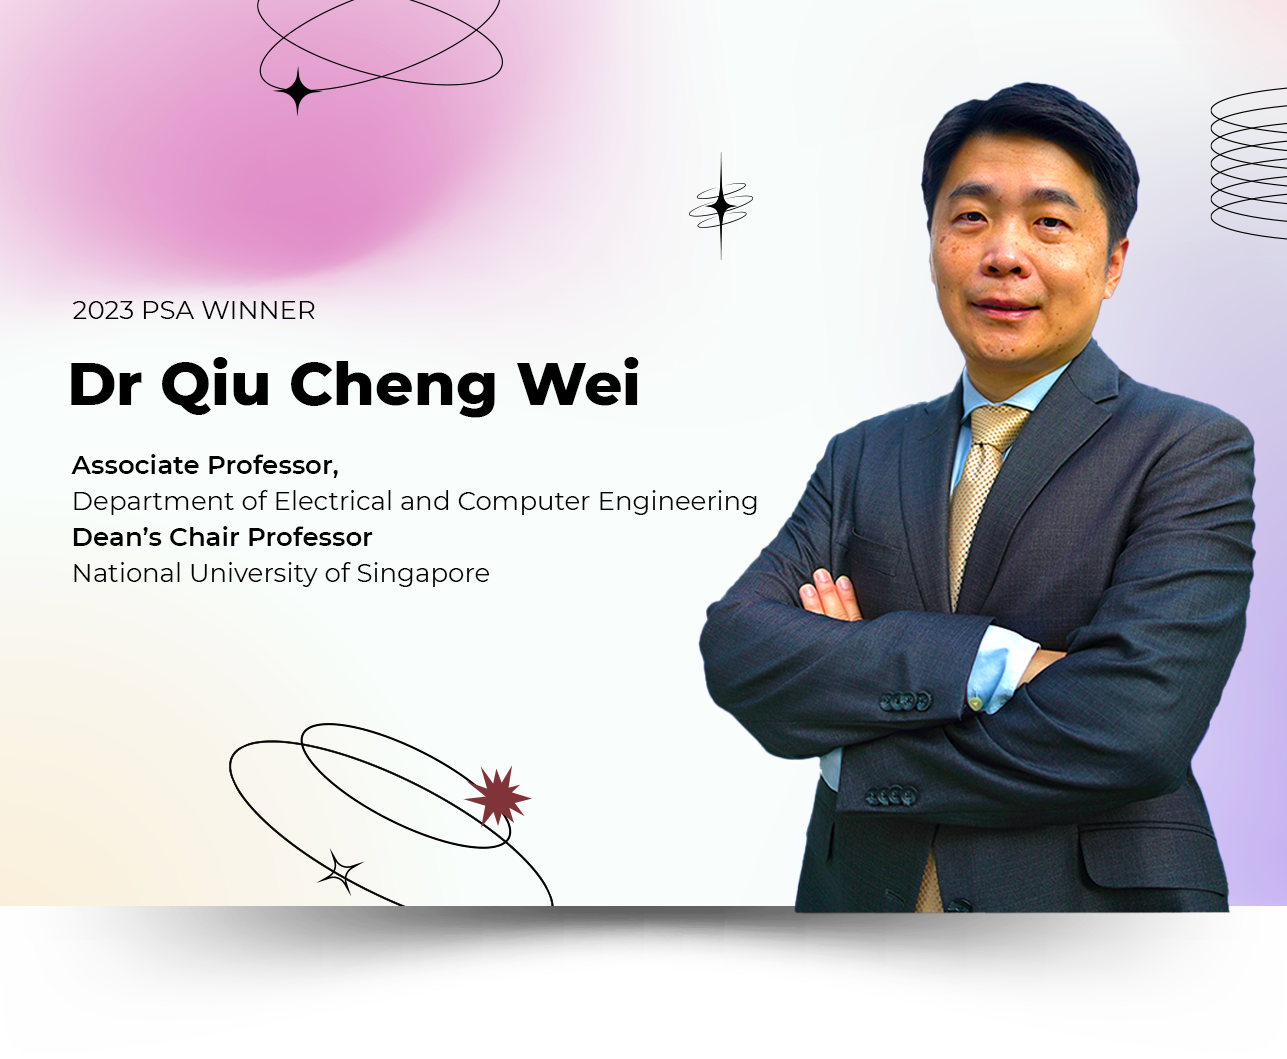 2023 PSA WINNER
Dr Qiu Cheng Wei
Associate Professor,
Department of Electrical and Computer Engineering
Dean’s Chair Professor
National University of Singapore